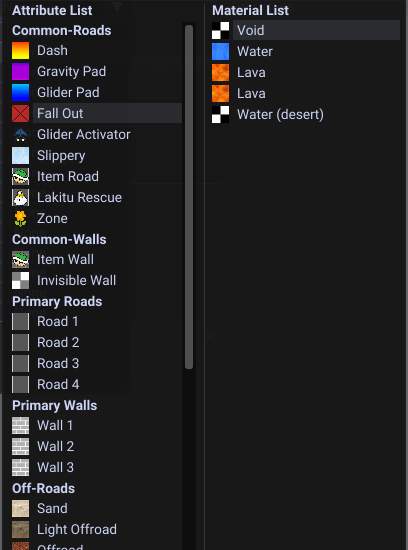 Attribute List
Common-Roads
Dash
Gravity Pad
Glider Pad
Fall Out
Glider Activator
Slippery
Item Road
Lakitu Rescue
Zone
Common-Walls
Item Wall
Invisible Wall
Primary Roads
Road 1
Road 2
Road 3
Road 4
Primary Walls
Wall 1
Wall 2
Wall 3
Off-Roads
Sand
Light Offroad
Offroad
Material List
Void
Water
Lava
Lava
Water (desert)